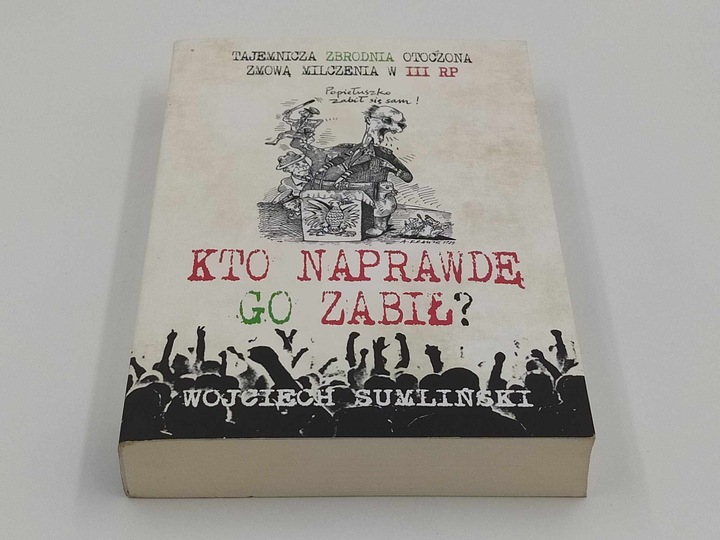 TAJEMNICZA ZBRODNIA OTOCZONA
ZMOWĄ MILCZENIA W III RP
Popiełuszko
zabił się sam!
KTO NAPRAWDĘ
GO ZABIŁ?
WOJCIECH SUMLIŃSKI